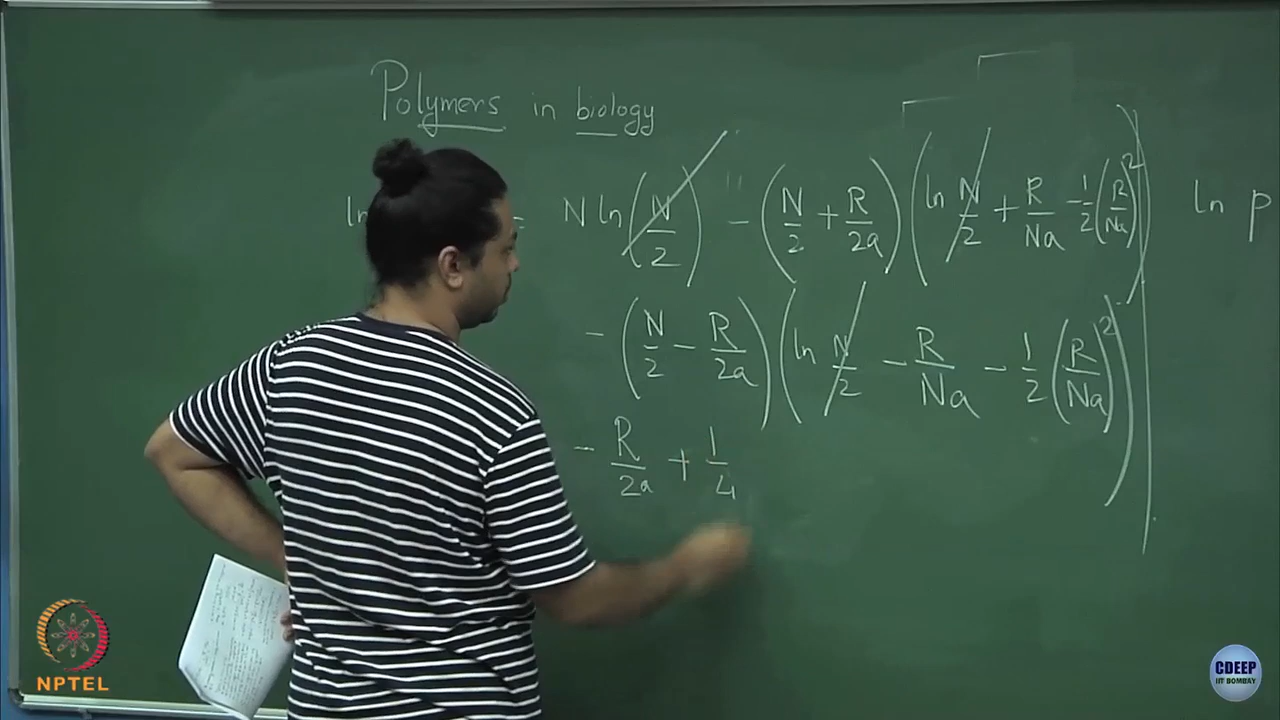 Polymers in biology
ln = N ln (N/2) - (N/2 + R/2a) (ln N/2 + R/Na - 1/2 (R/Na)²)
ln p
- (N/2 - R/2a) (ln N/2 - R/Na - 1/2 (R/Na)²)
- R/2a + 1/4
NPTEL
CDEEP
IIT BOMBAY